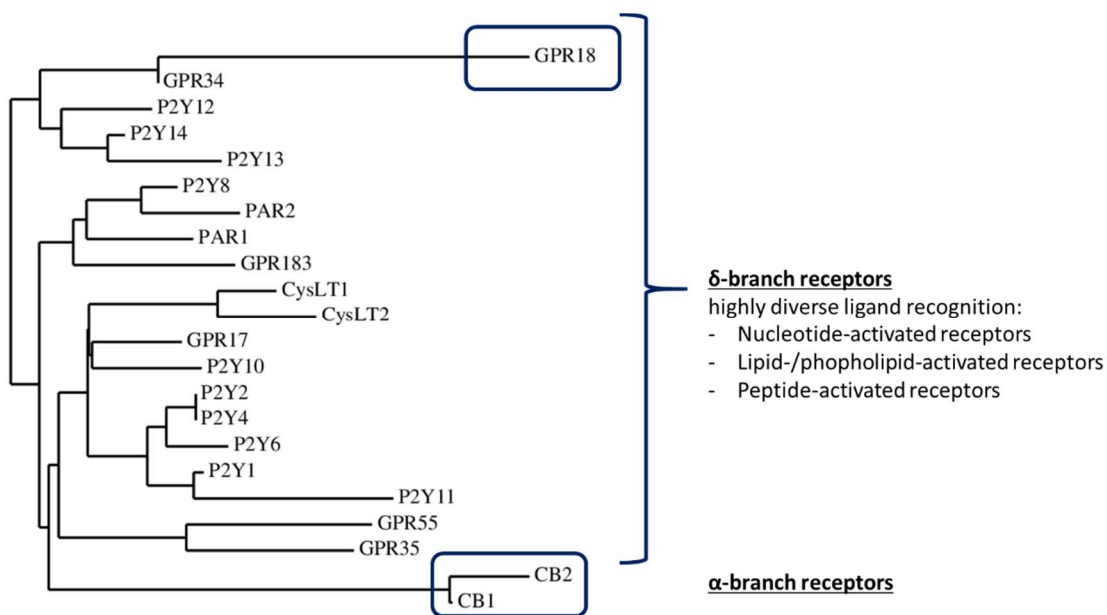 GPR18
GPR34
P2Y12
P2Y14
P2Y13
P2Y8
PAR2
PAR1
GPR183
CysLT1
CysLT2
GPR17
P2Y10
P2Y2
P2Y4
P2Y6
P2Y1
P2Y11
GPR55
GPR35
CB2
CB1
δ-branch receptors
highly diverse ligand recognition:
- Nucleotide-activated receptors
- Lipid-/phopholipid-activated receptors
- Peptide-activated receptors
α-branch receptors